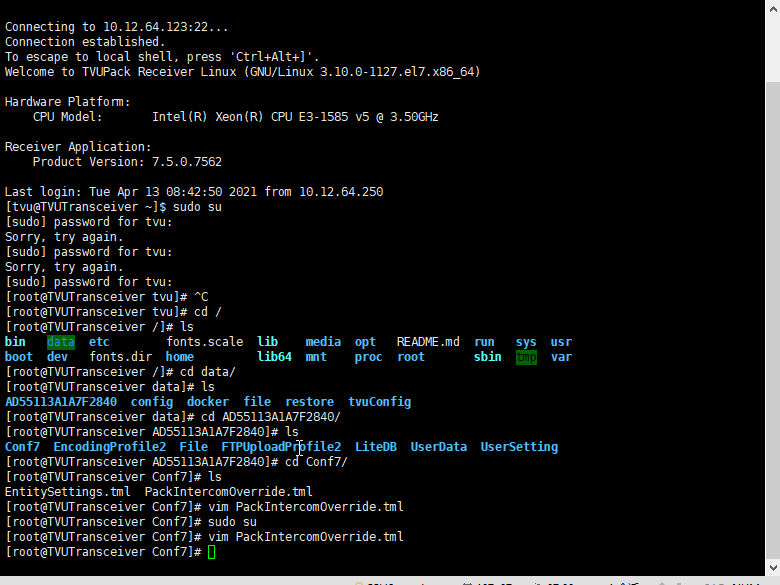 Connecting to 10.12.64.123:22...
Connection established.
To escape to local shell, press 'Ctrl+Alt+]'.
Welcome to TVUPack Receiver Linux (GNU/Linux 3.10.0-1127.el7.x86_64)
Hardware Platform:
CPU Model: Intel(R) Xeon(R) CPU E3-1585 v5 @ 3.50GHz
Receiver Application:
Product Version: 7.5.0.7562
Last login: Tue Apr 13 08:42:50 2021 from 10.12.64.250
[tvu@TVUTransceiver ~]$ sudo su
[sudo] password for tvu:
Sorry, try again.
[sudo] password for tvu:
Sorry, try again.
[sudo] password for tvu:
[root@TVUTransceiver tvu]# ^C
[root@TVUTransceiver tvu]# cd /
[root@TVUTransceiver /]# ls
bin data etc fonts.scale lib media opt README.md run sys usr
boot dev fonts.dir home lib64 mnt proc root sbin tmp var
[root@TVUTransceiver /]# cd data/
[root@TVUTransceiver data]# ls
AD55113A1A7F2840 config docker file restore tvuConfig
[root@TVUTransceiver data]# cd AD55113A1A7F2840/
[root@TVUTransceiver AD55113A1A7F2840]# ls
Conf7 EncodingProfile2 File FTPUploadProfile2 LiteDB UserData UserSetting
[root@TVUTransceiver AD55113A1A7F2840]# cd Conf7/
[root@TVUTransceiver Conf7]# ls
EntitySettings.tml PackIntercomOverride.tml
[root@TVUTransceiver Conf7]# vim PackIntercomOverride.tml
[root@TVUTransceiver Conf7]# sudo su
[root@TVUTransceiver Conf7]# vim PackIntercomOverride.tml
[root@TVUTransceiver Conf7]#